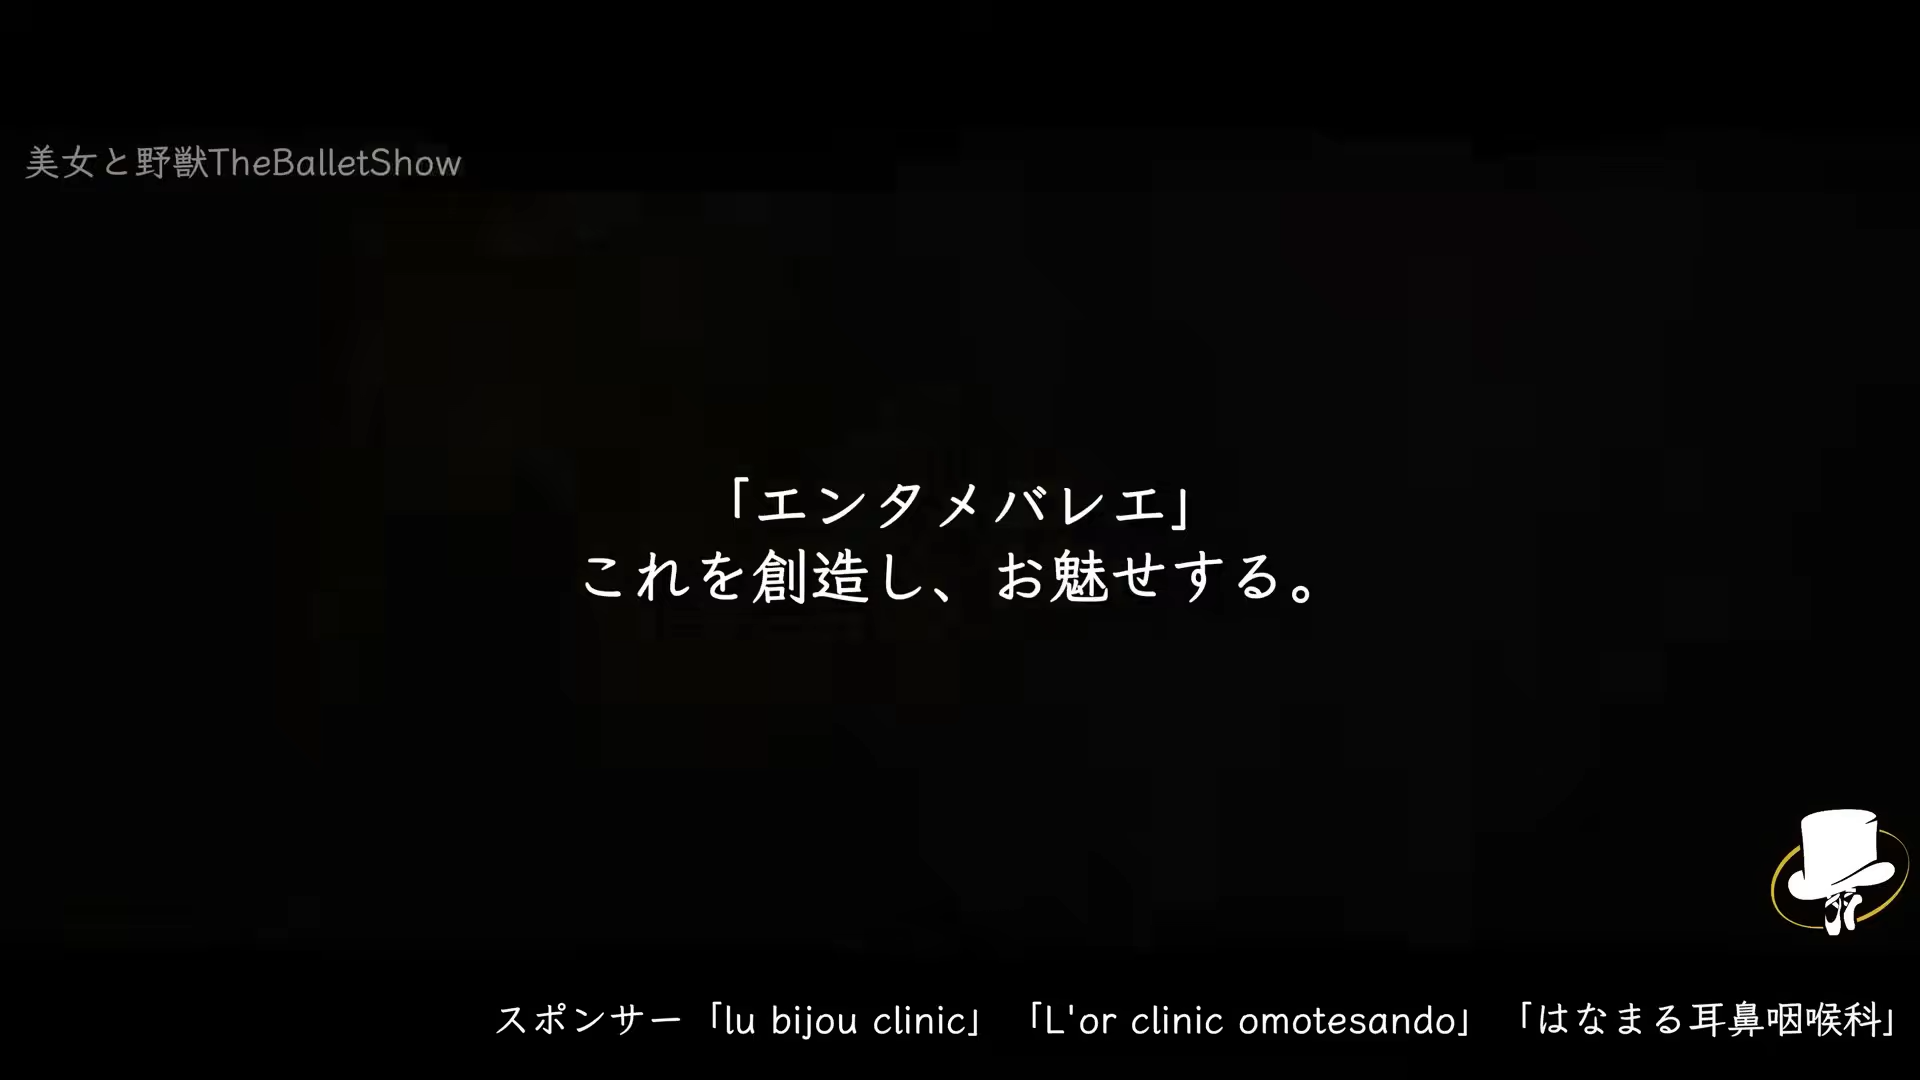 美女と野獣TheBalletShow
「エンタメバレエ」
これを創造し、お魅せする。
スポンサー「lu bijou clinic」 「L'or clinic omotesando」 「はなまる耳鼻咽喉科」